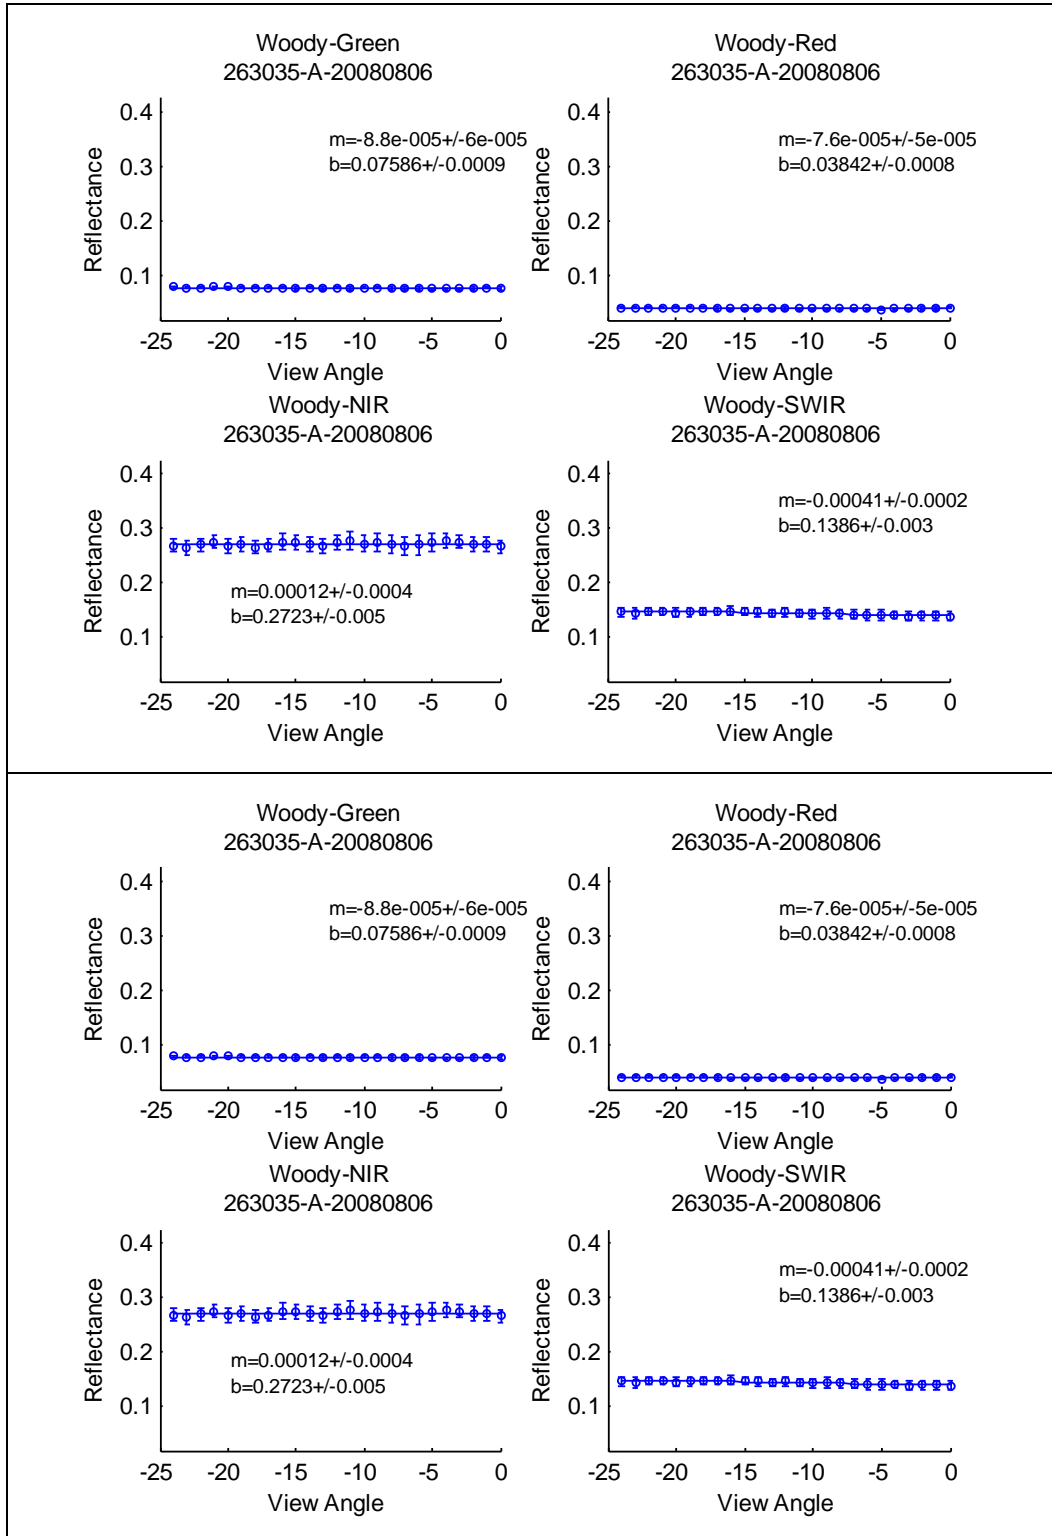 Woody-Green
263035-A-20080806
0.4
0.3
0.2
0.1
Reflectance
m=-8.8e-005+/-6e-005
b=0.07586+/-0.0009
-25 -20 -15 -10 -5 0
View Angle
Woody-Red
263035-A-20080806
0.4
0.3
0.2
0.1
Reflectance
m=-7.6e-005+/-5e-005
b=0.03842+/-0.0008
-25 -20 -15 -10 -5 0
View Angle
Woody-NIR
263035-A-20080806
0.4
0.3
0.2
0.1
Reflectance
m=0.00012+/-0.0004
b=0.2723+/-0.005
-25 -20 -15 -10 -5 0
View Angle
Woody-SWIR
263035-A-20080806
0.4
0.3
0.2
0.1
Reflectance
m=-0.00041+/-0.0002
b=0.1386+/-0.003
-25 -20 -15 -10 -5 0
View Angle
Woody-Green
263035-A-20080806
0.4
0.3
0.2
0.1
Reflectance
m=-8.8e-005+/-6e-005
b=0.07586+/-0.0009
-25 -20 -15 -10 -5 0
View Angle
Woody-Red
263035-A-20080806
0.4
0.3
0.2
0.1
Reflectance
m=-7.6e-005+/-5e-005
b=0.03842+/-0.0008
-25 -20 -15 -10 -5 0
View Angle
Woody-NIR
263035-A-20080806
0.4
0.3
0.2
0.1
Reflectance
m=0.00012+/-0.0004
b=0.2723+/-0.005
-25 -20 -15 -10 -5 0
View Angle
Woody-SWIR
263035-A-20080806
0.4
0.3
0.2
0.1
Reflectance
m=-0.00041+/-0.0002
b=0.1386+/-0.003
-25 -20 -15 -10 -5 0
View Angle